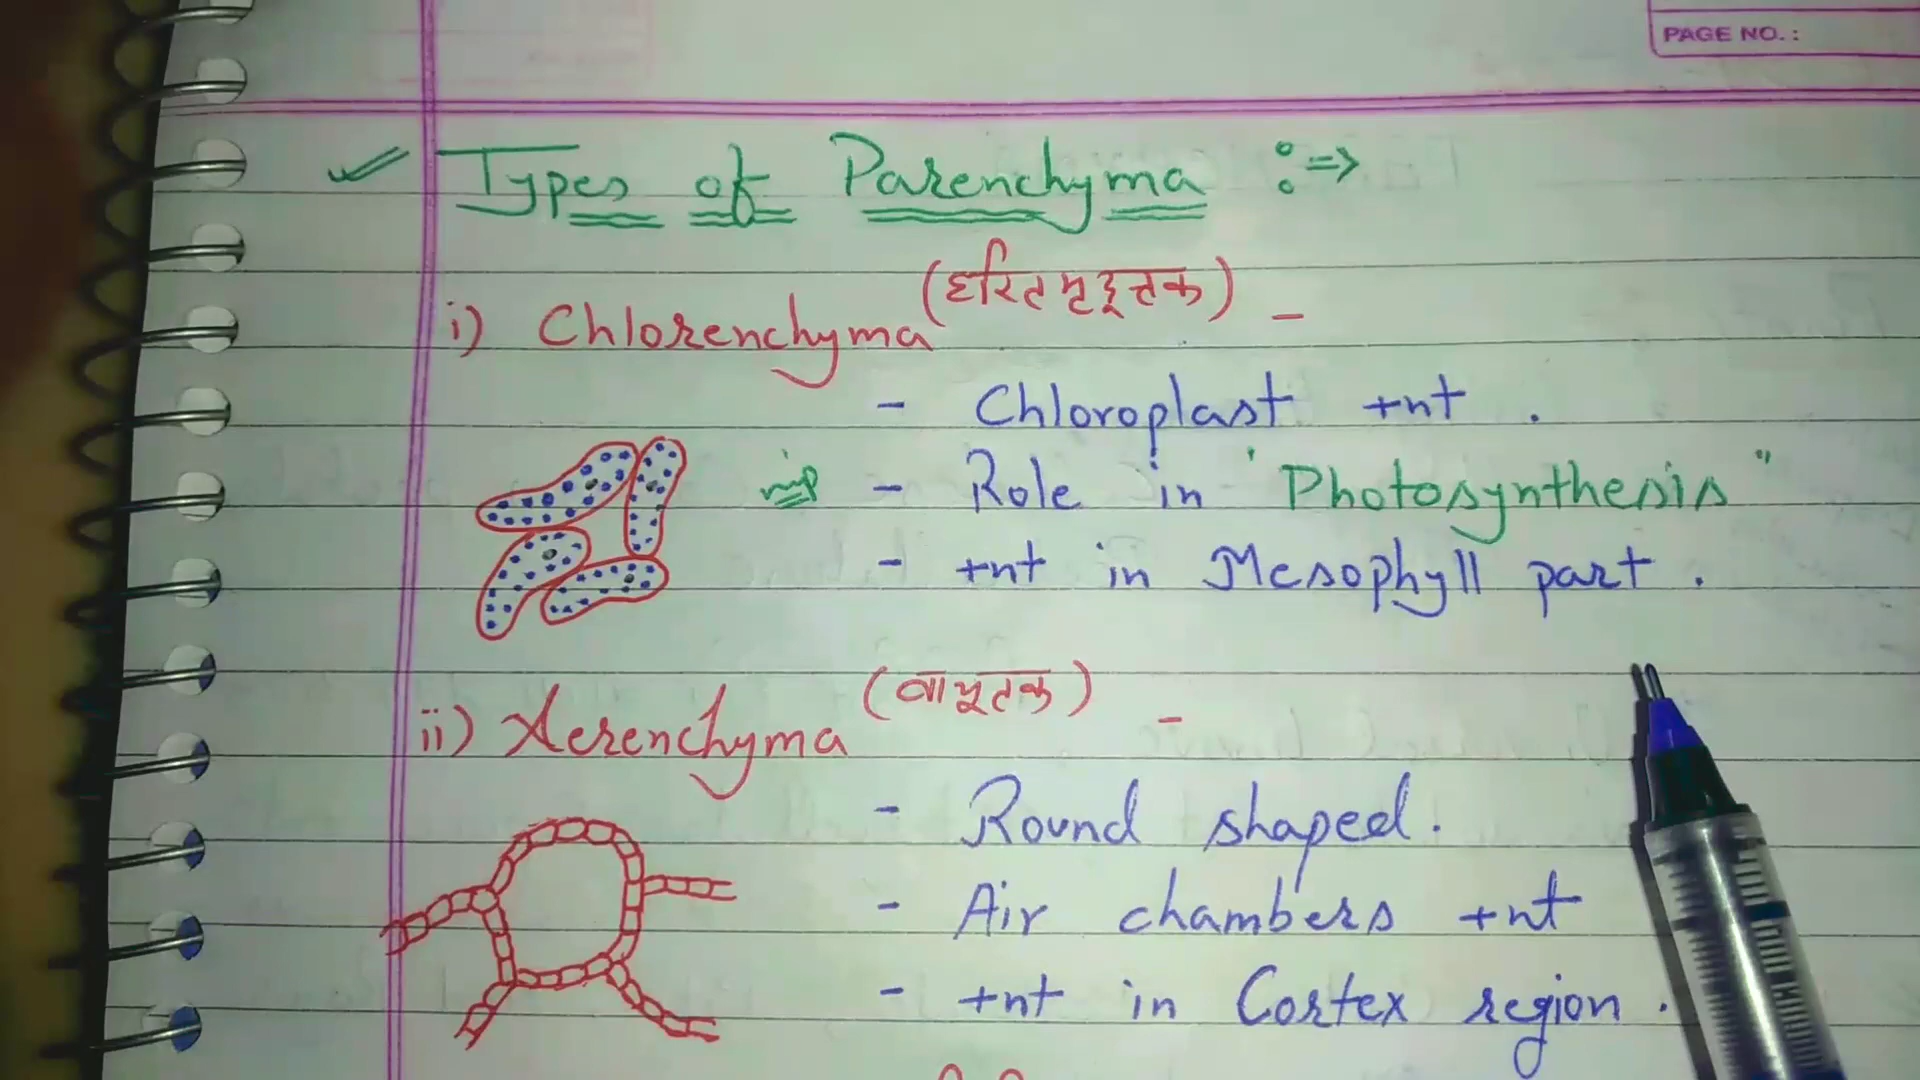 PAGE NO.:
Types of Parenchyma :⇒
(हरित मृदूतक)
i) Chlorenchyma -
- Chloroplast +nt .
imp - Role in 'Photosynthesis"
- +nt in Mesophyll part .
(वायूतक)
ii) Aerenchyma -
- Round shaped.
- Air chambers +nt
- +nt in Cortex region .